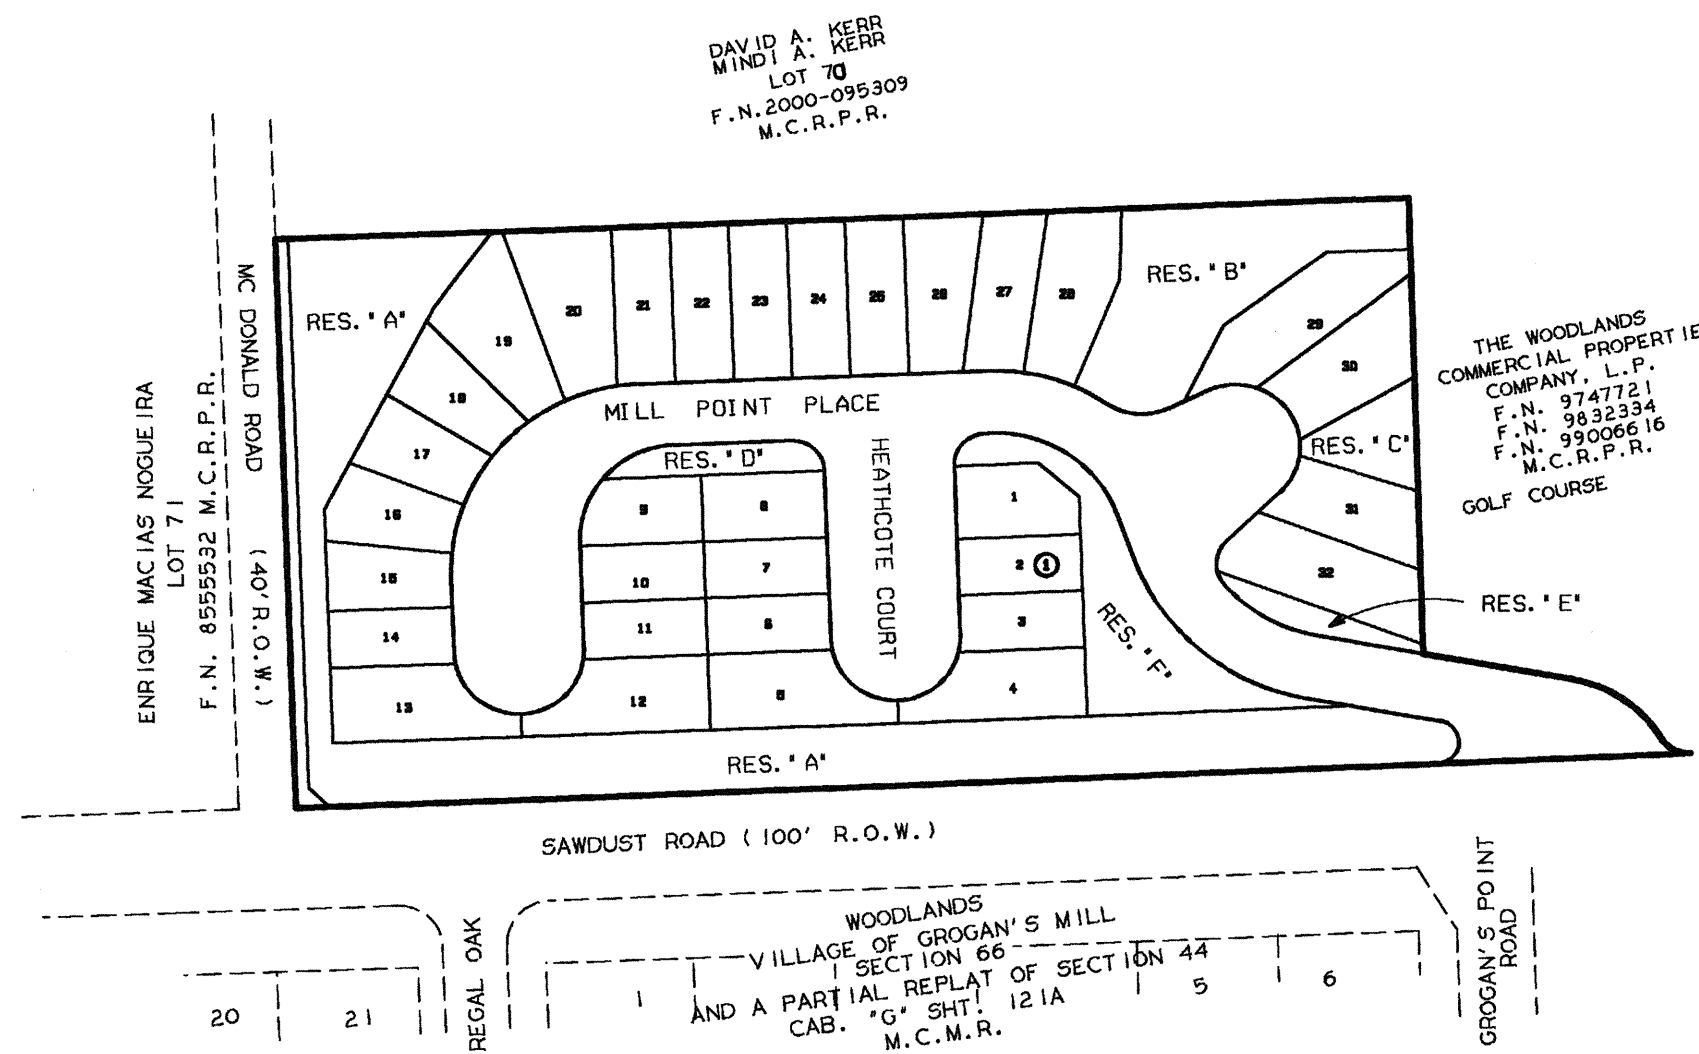 DAVID A. KERR
MINDI A. KERR
LOT 70
F.N.2000-095309
M.C.R.P.R.
ENRIQUE MACIAS NOGUEIRA
LOT 71
F.N. 8555532 M.C.R.P.R.
MC DONALD ROAD (40' R.O.W.)
RES. "A"
RES. "B"
19
20
21
22
23
24
25
26
27
28
29
30
18
17
16
15
14
13
MILL POINT PLACE
HEATHCOTE COURT
RES. "D"
9
8
10
7
11
6
12
5
1
2 1
3
4
RES. "F"
RES. "C"
31
32
RES. "E"
THE WOODLANDS
COMMERCIAL PROPERTIE
COMPANY, L.P.
F.N. 9747721
F.N. 9832334
F.N. 99006616
M.C.R.P.R.
GOLF COURSE
RES. "A"
SAWDUST ROAD (100' R.O.W.)
REGAL OAK
GROGAN'S POINT
ROAD
WOODLANDS
VILLAGE OF GROGAN'S MILL
SECTION 66
AND A PARTIAL REPLAT OF SECTION 44
CAB. "G" SHT. 121A
M.C.M.R.
20
21
1
5
6